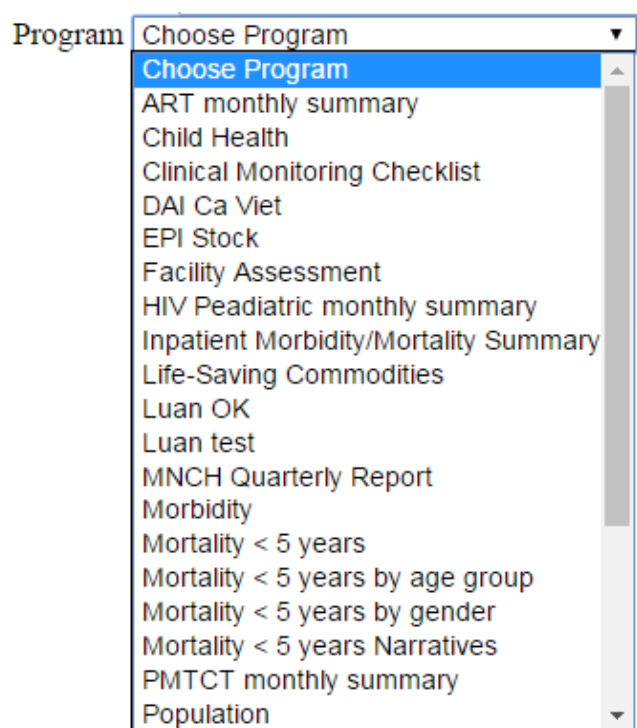 Program Choose Program
Choose Program
ART monthly summary
Child Health
Clinical Monitoring Checklist
DAI Ca Viet
EPI Stock
Facility Assessment
HIV Peadiatric monthly summary
Inpatient Morbidity/Mortality Summary
Life-Saving Commodities
Luan OK
Luan test
MNCH Quarterly Report
Morbidity
Mortality < 5 years
Mortality < 5 years by age group
Mortality < 5 years by gender
Mortality < 5 years Narratives
PMTCT monthly summary
Population